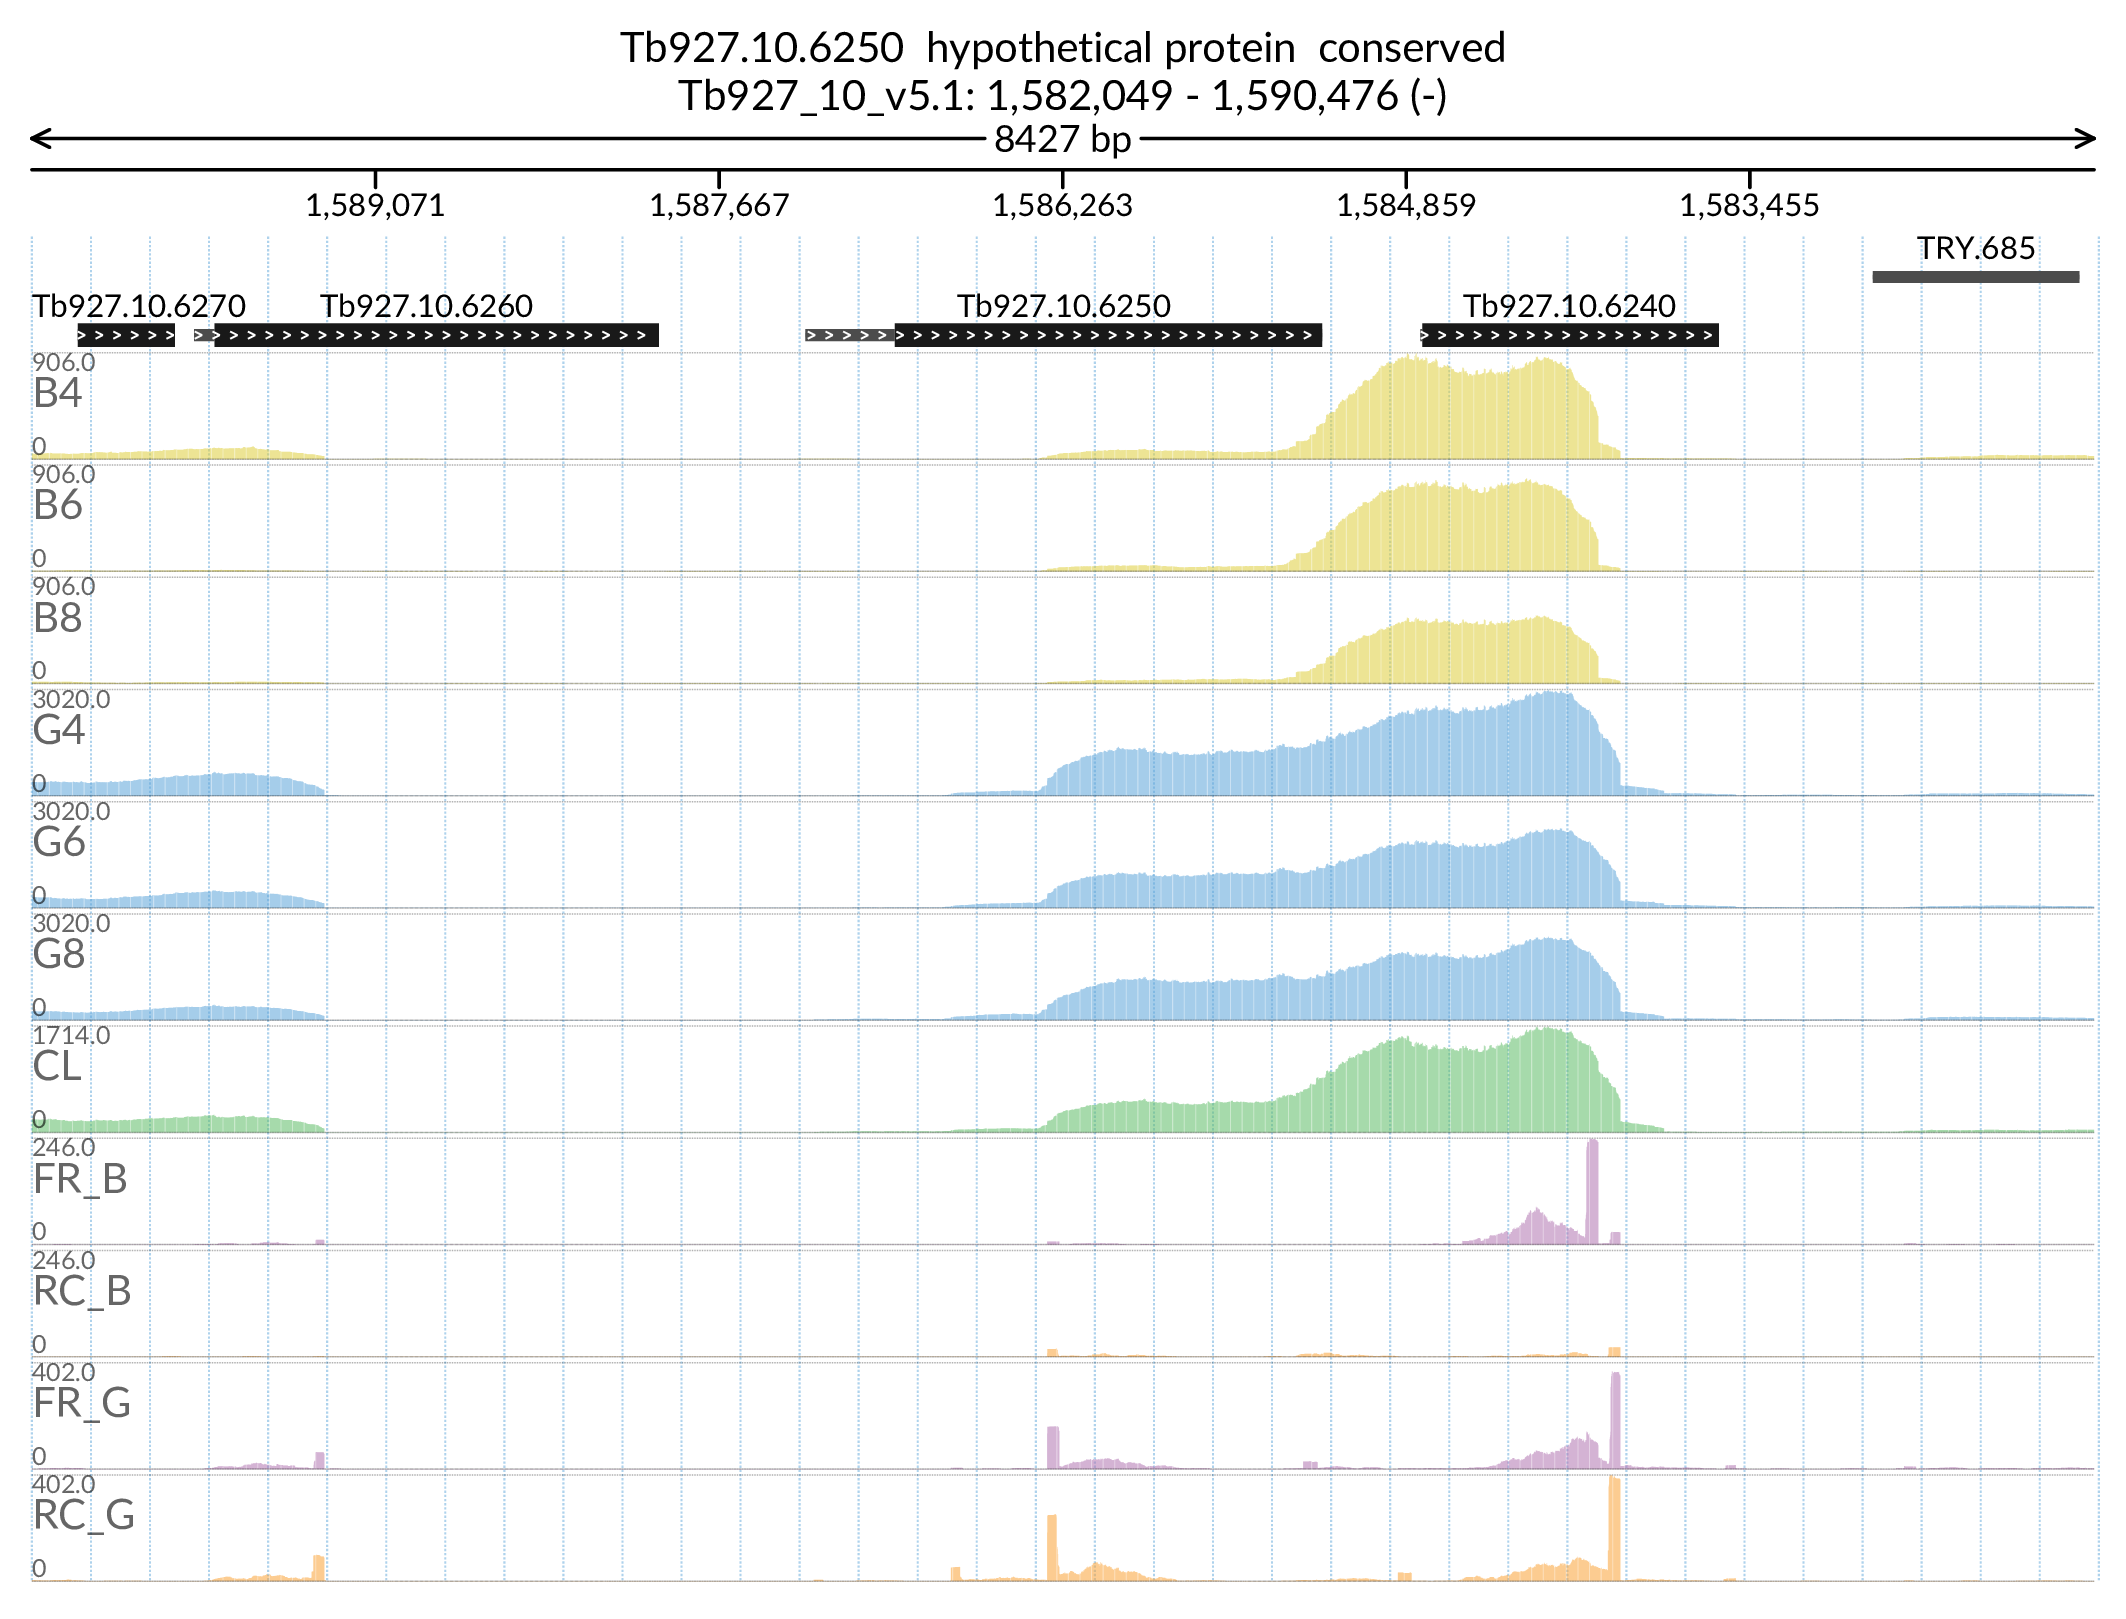 Tb927.10.6250  hypothetical protein  conserved
Tb927_10_v5.1: 1,582,049 - 1,590,476 (-)
8427 bp
1,589,071 1,587,667 1,586,263 1,584,859 1,583,455
TRY.685
Tb927.10.6270 Tb927.10.6260 Tb927.10.6250 Tb927.10.6240
906.0
B4
0
906.0
B6
0
906.0
B8
0
3020.0
G4
0
3020.0
G6
0
3020.0
G8
0
1714.0
CL
0
246.0
FR_B
0
246.0
RC_B
0
402.0
FR_G
0
402.0
RC_G
0